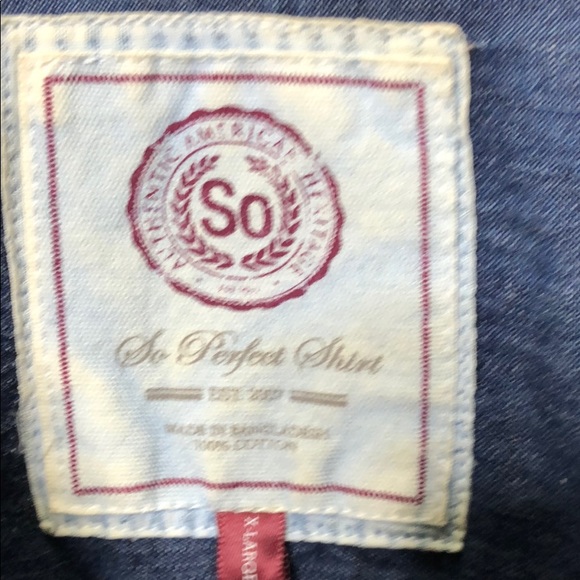 AUTHENTIC AMERICAN HERITAGE
So
So Perfect Shirt
EST. 2007
MADE IN BANGLADESH
100% COTTON
X-LARGE